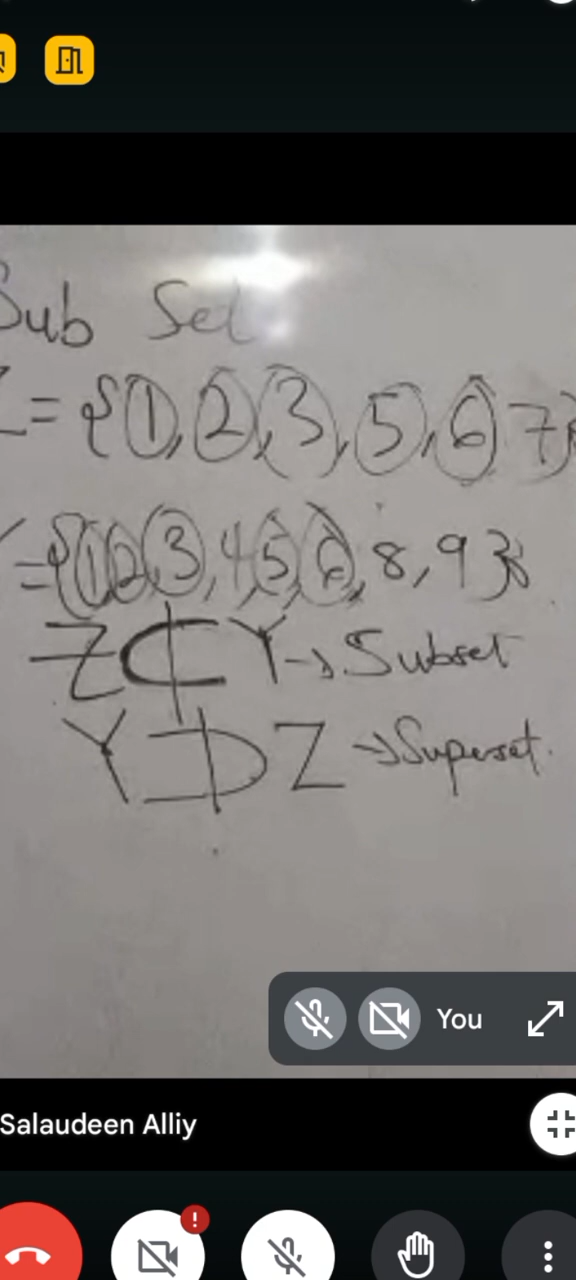 Sub Set
Z = {1, 2, 3, 5, 6 7}
Y = {1, 2, 3, 4, 5, 6, 8, 9}
Z ⊄ Y → Subset
Y ⊅ Z → Superset.
You
Salaudeen Alliy
!